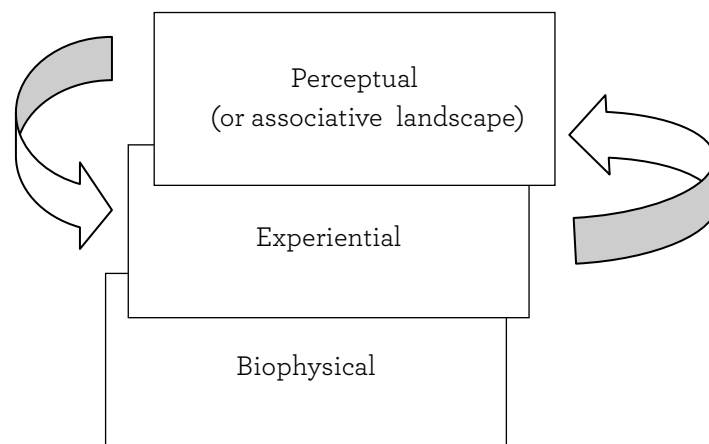 Perceptual
(or associative landscape)
Experiential
Biophysical